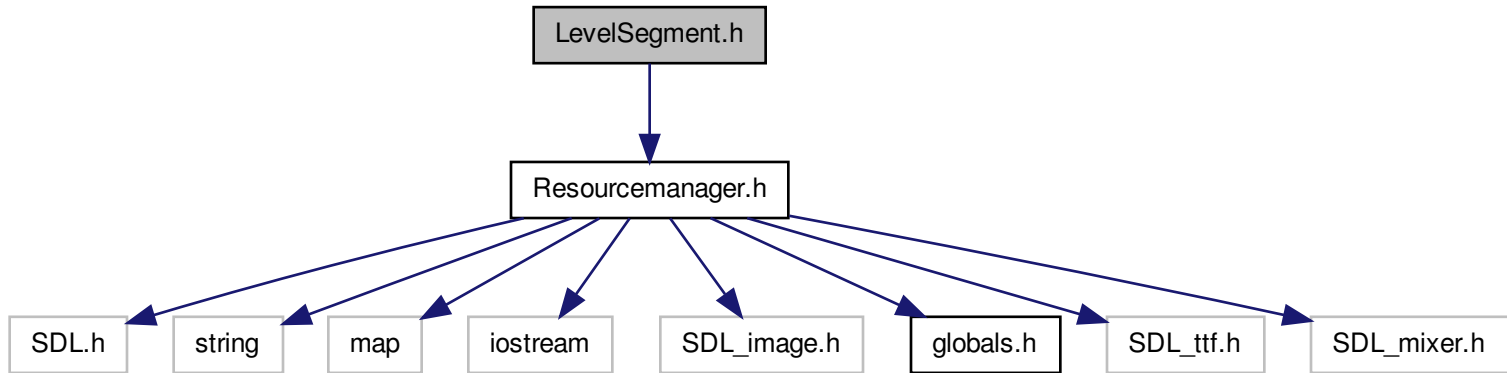 LevelSegment.h
Resourcemanager.h
SDL.h
string
map
iostream
SDL_image.h
globals.h
SDL_ttf.h
SDL_mixer.h